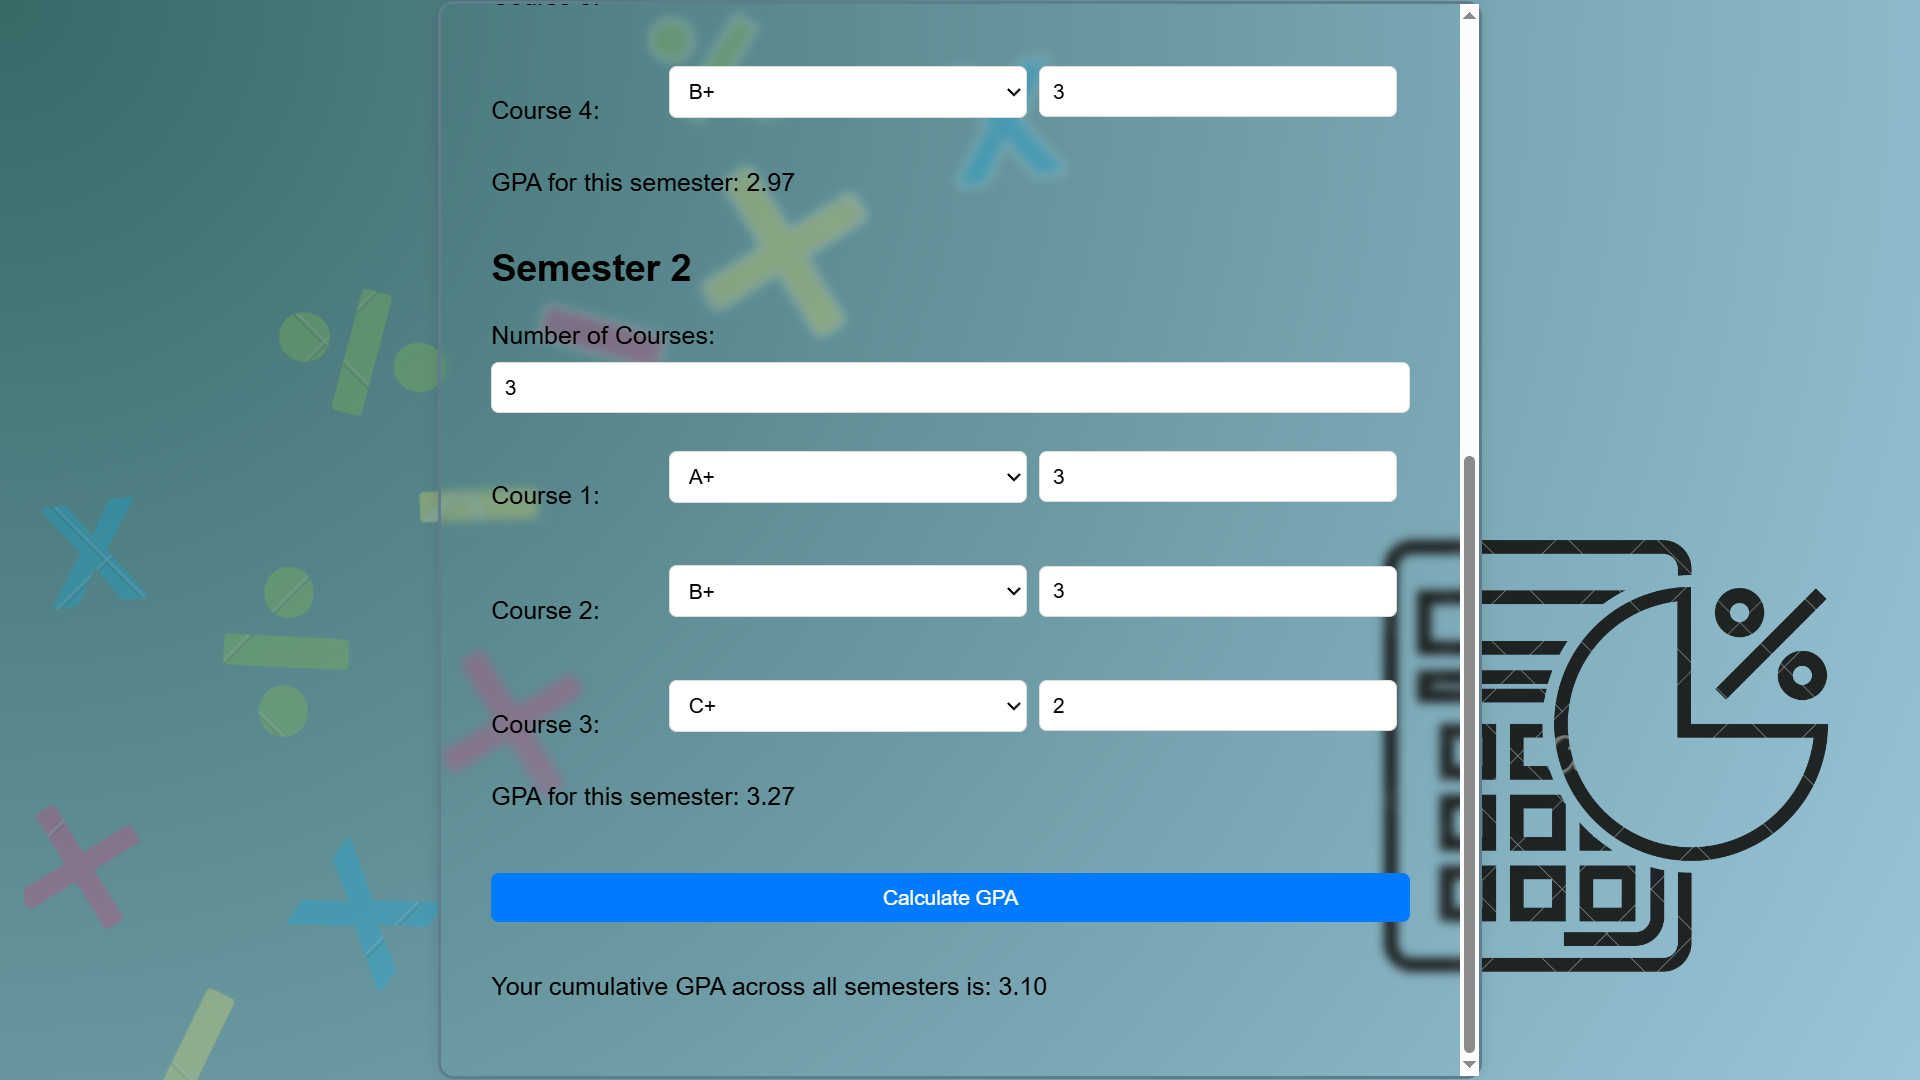 Course 4: B+ 3
GPA for this semester: 2.97
Semester 2
Number of Courses:
3
Course 1: A+ 3
Course 2: B+ 3
Course 3: C+ 2
GPA for this semester: 3.27
Calculate GPA
Your cumulative GPA across all semesters is: 3.10